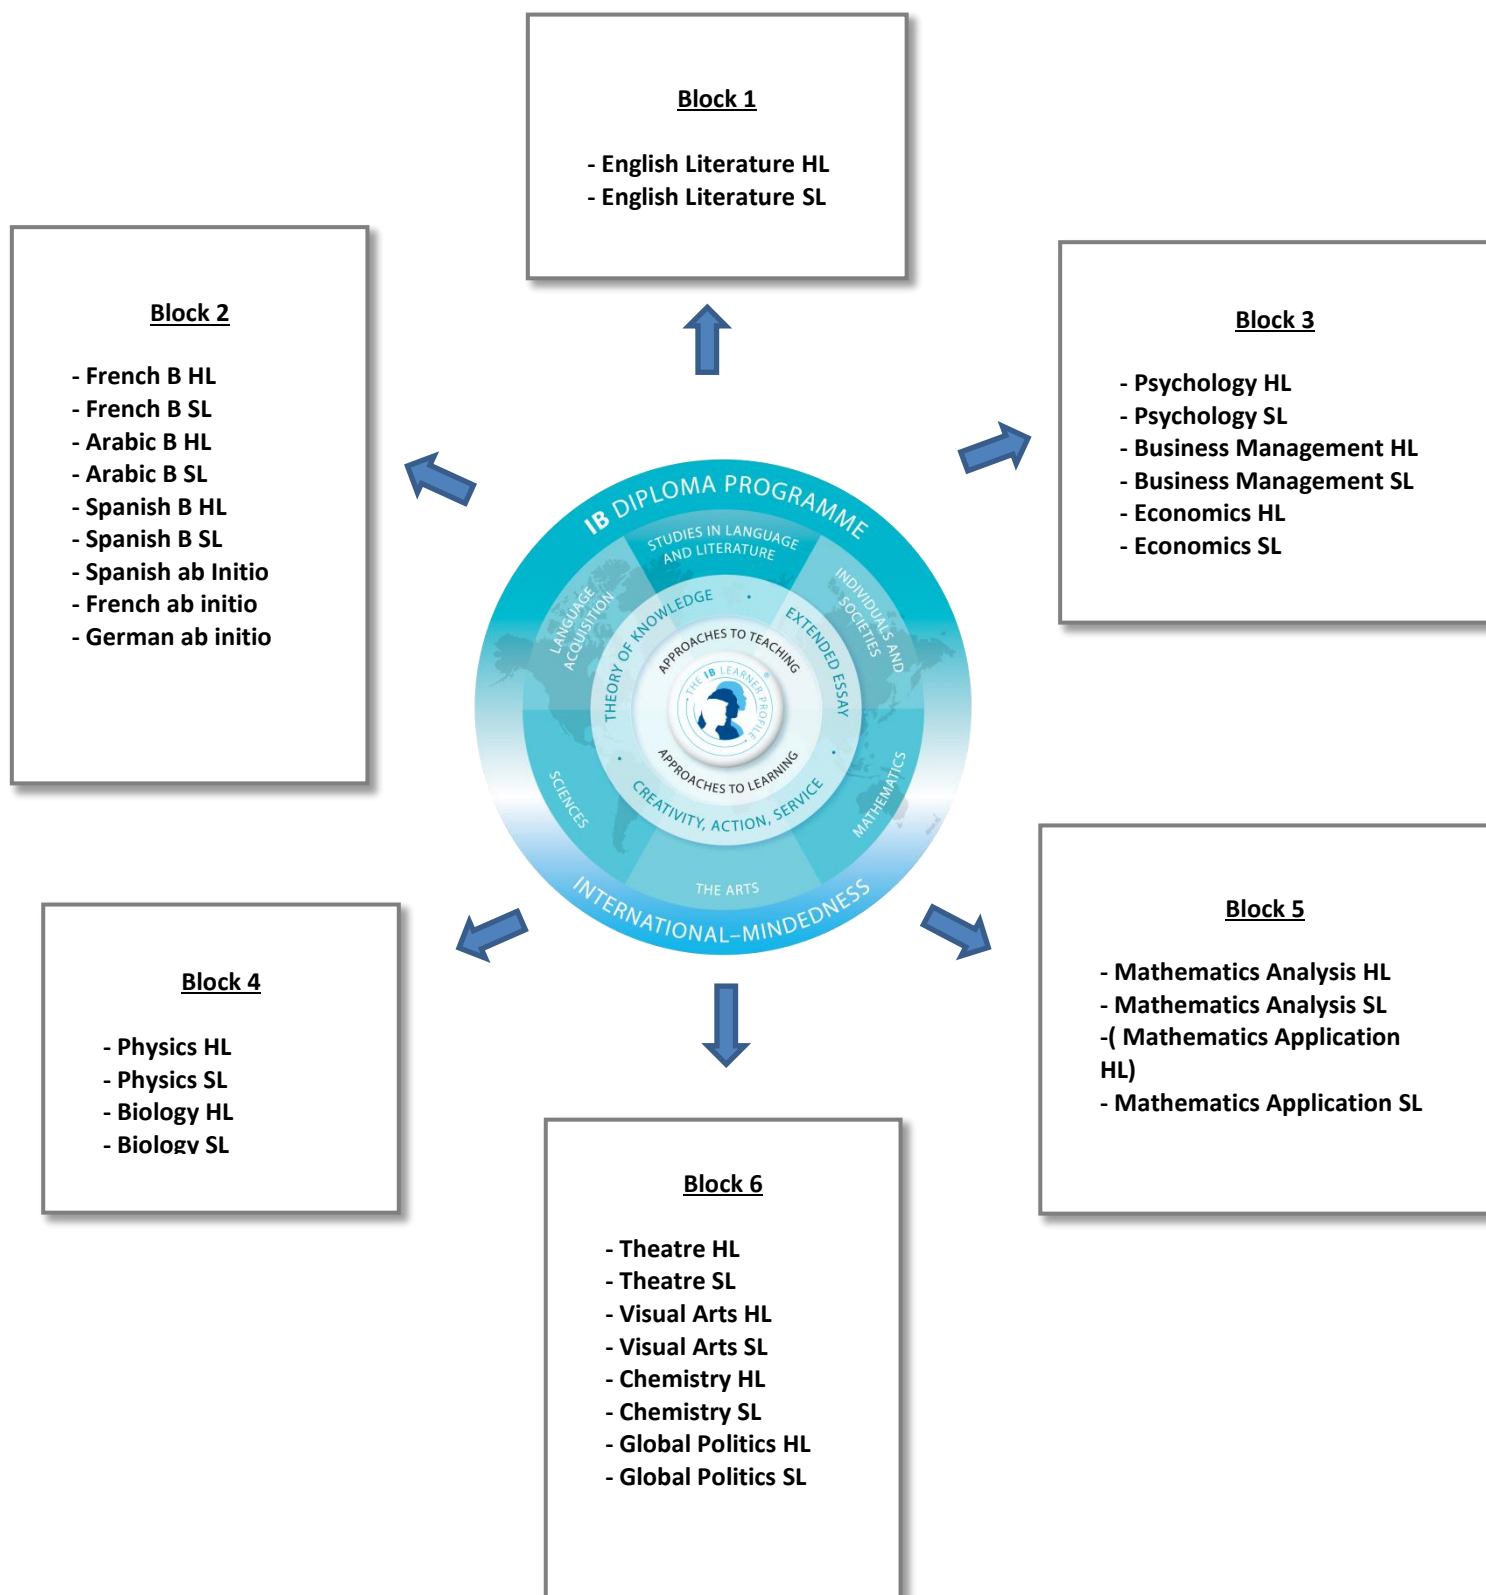 Block 1
- English Literature HL
- English Literature SL
Block 2
- French B HL
- French B SL
- Arabic B HL
- Arabic B SL
- Spanish B HL
- Spanish B SL
- Spanish ab Initio
- French ab initio
- German ab initio
Block 3
- Psychology HL
- Psychology SL
- Business Management HL
- Business Management SL
- Economics HL
- Economics SL
IB DIPLOMA PROGRAMME
STUDIES IN LANGUAGE
AND LITERATURE
LANGUAGE
ACQUISITION
INDIVIDUALS AND
SOCIETIES
THEORY OF KNOWLEDGE
EXTENDED ESSAY
APPROACHES TO TEACHING
THE IB LEARNER PROFILE ®
APPROACHES TO LEARNING
CREATIVITY, ACTION, SERVICE
SCIENCES
MATHEMATICS
THE ARTS
INTERNATIONAL–MINDEDNESS
Block 4
- Physics HL
- Physics SL
- Biology HL
- Biology SL
Block 5
- Mathematics Analysis HL
- Mathematics Analysis SL
-( Mathematics Application
HL)
- Mathematics Application SL
Block 6
- Theatre HL
- Theatre SL
- Visual Arts HL
- Visual Arts SL
- Chemistry HL
- Chemistry SL
- Global Politics HL
- Global Politics SL